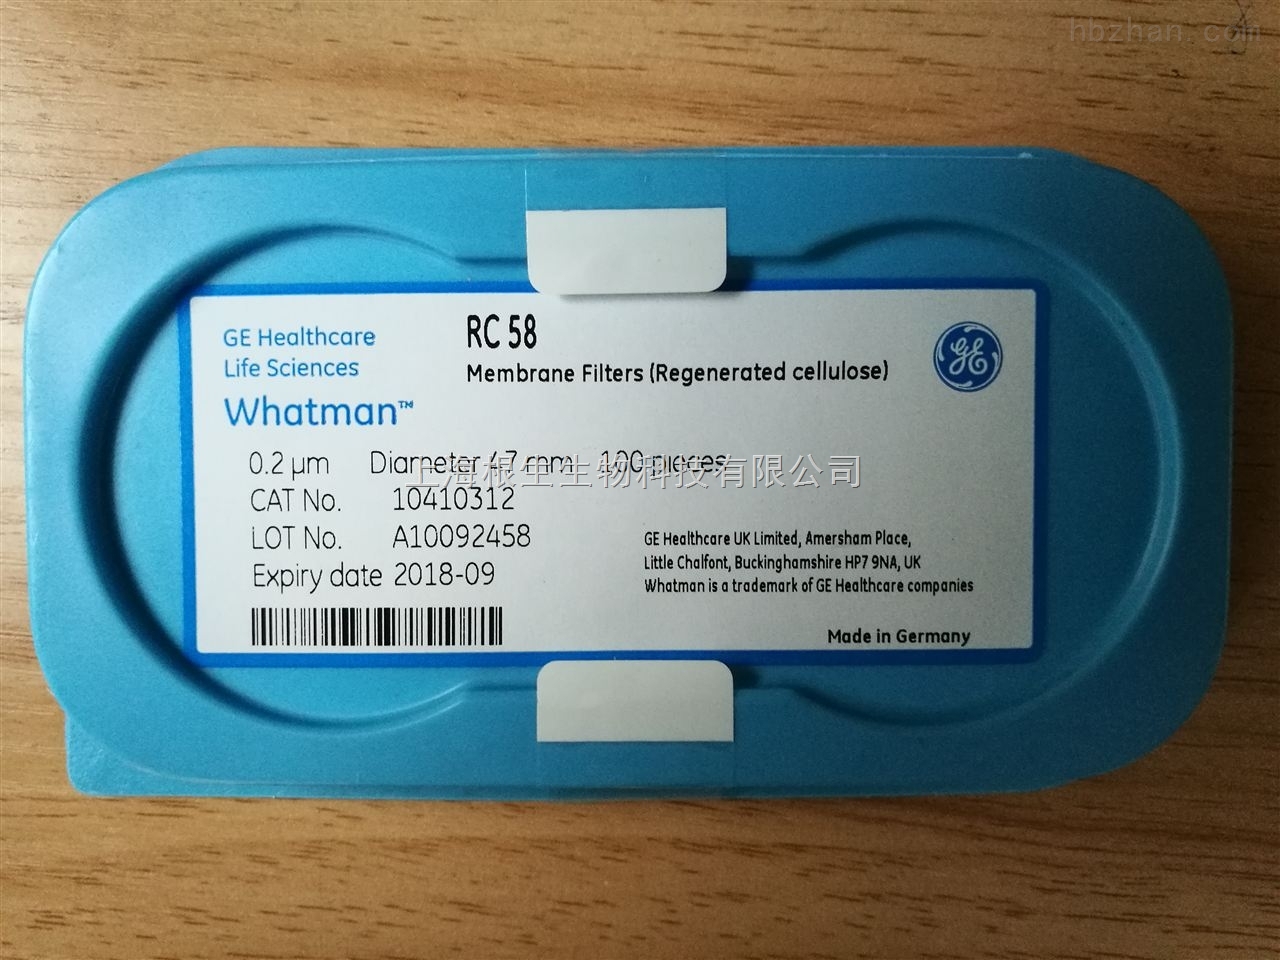 hbzhan.com
GE Healthcare
Life Sciences
Whatman™
RC 58
Membrane Filters (Regenerated cellulose)
GE
0.2 µm Diameter 47 mm 100 pieces
上海根生生物科技有限公司
CAT No. 10410312
LOT No. A10092458
Expiry date 2018-09
GE Healthcare UK Limited, Amersham Place,
Little Chalfont, Buckinghamshire HP7 9NA, UK
Whatman is a trademark of GE Healthcare companies
Made in Germany